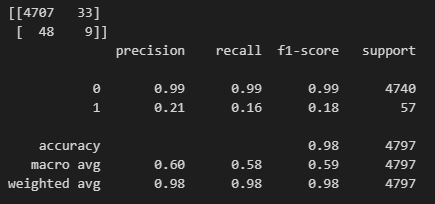 [[4707 33]
[ 48 9]]
precision recall f1-score support
0 0.99 0.99 0.99 4740
1 0.21 0.16 0.18 57
accuracy 0.98 4797
macro avg 0.60 0.58 0.59 4797
weighted avg 0.98 0.98 0.98 4797